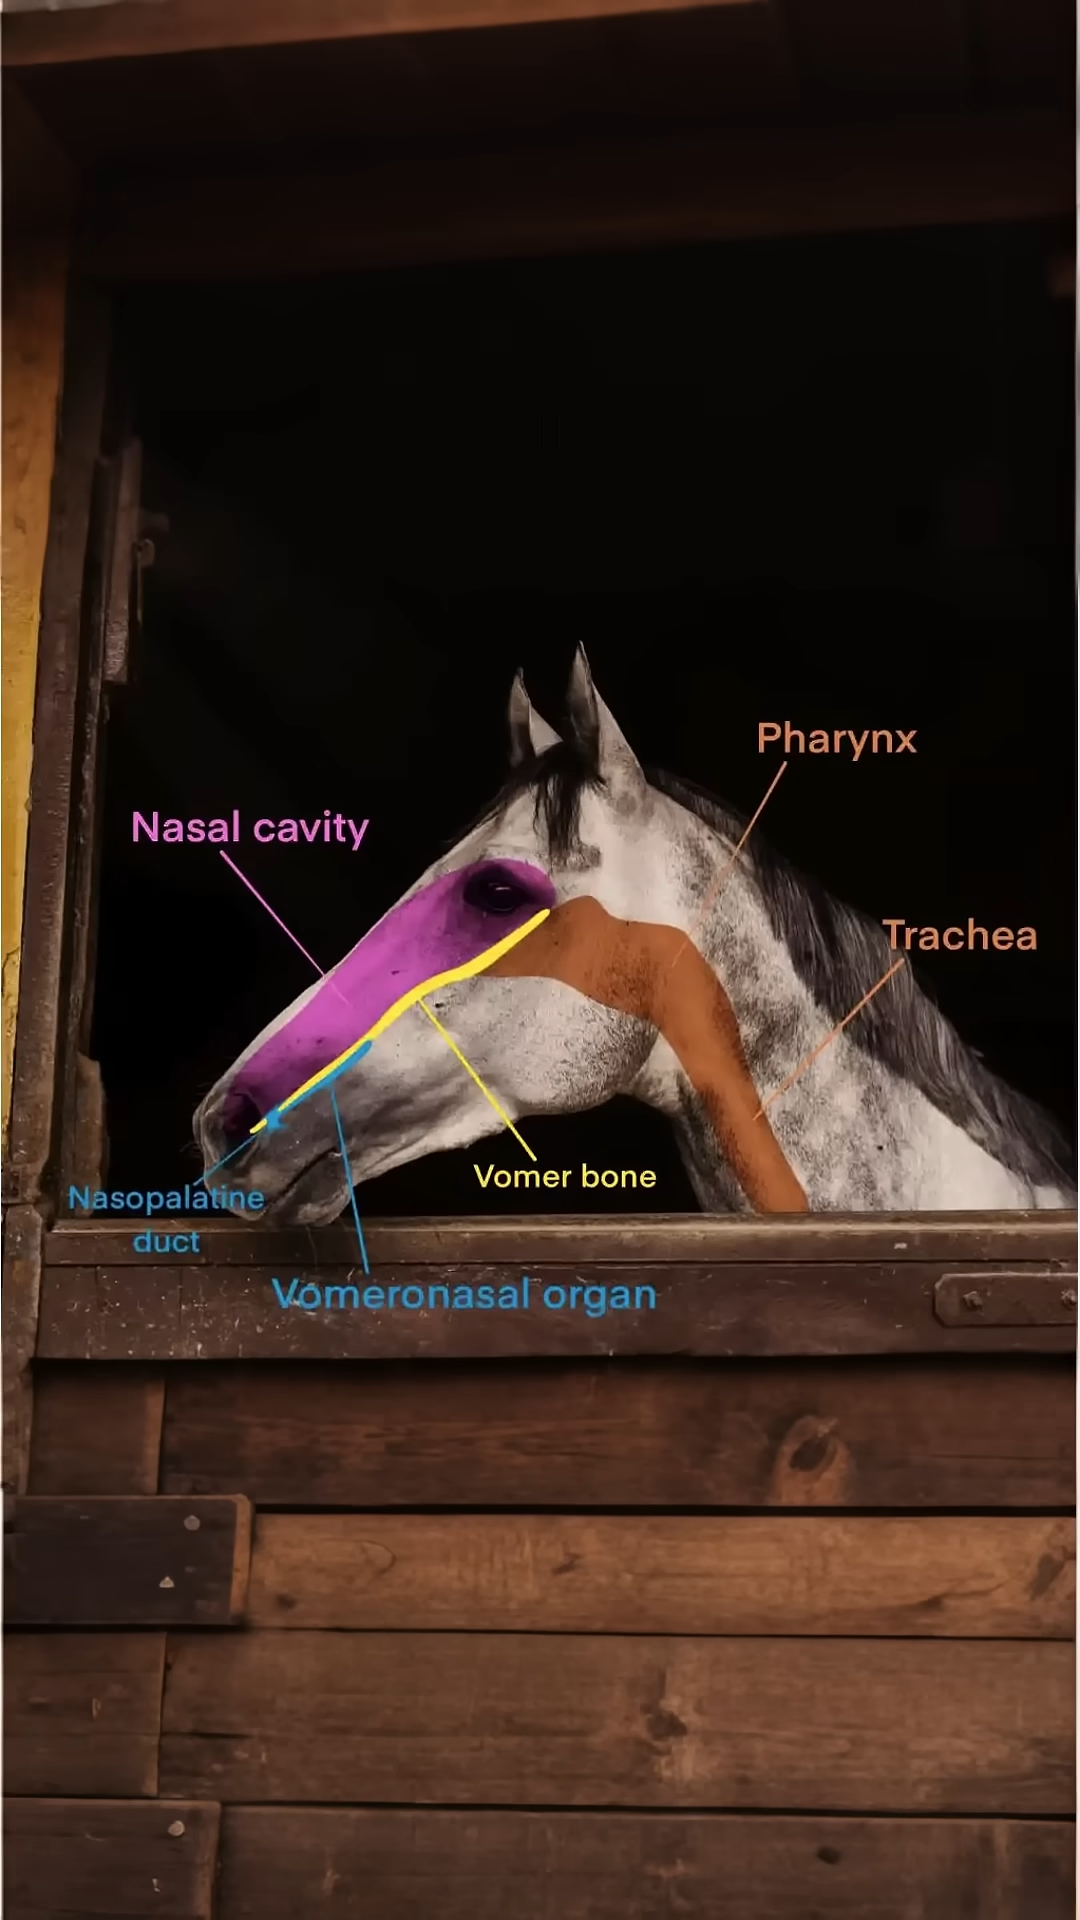 Pharynx
Nasal cavity
Trachea
Vomer bone
Nasopalatine
duct
Vomeronasal organ